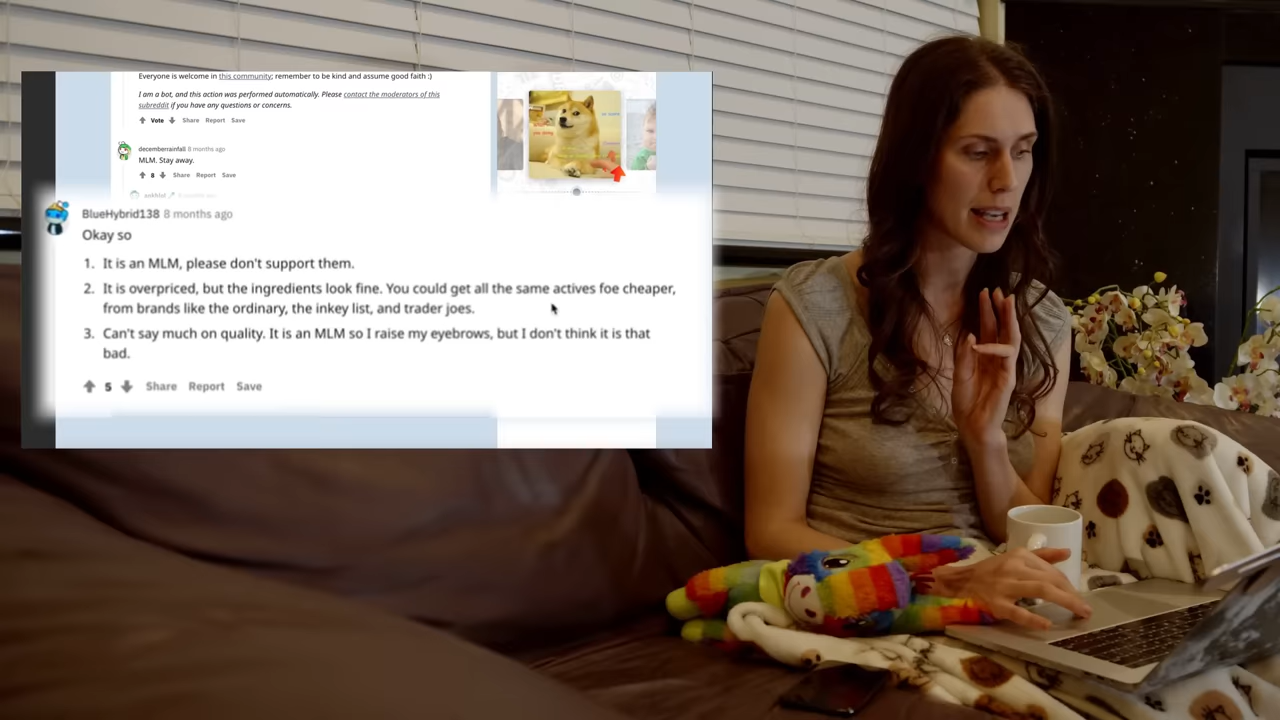 Everyone is welcome in this community; remember to be kind and assume good faith :)
I am a bot, and this action was performed automatically. Please contact the moderators of this
subreddit if you have any questions or concerns.
Vote Share Report Save
decemberrainfall 8 months ago
MLM. Stay away.
8 Share Report Save
BlueHybrid138 8 months ago
Okay so
1. It is an MLM, please don't support them.
2. It is overpriced, but the ingredients look fine. You could get all the same actives foe cheaper,
from brands like the ordinary, the inkey list, and trader joes.
3. Can't say much on quality. It is an MLM so I raise my eyebrows, but I don't think it is that
bad.
5 Share Report Save